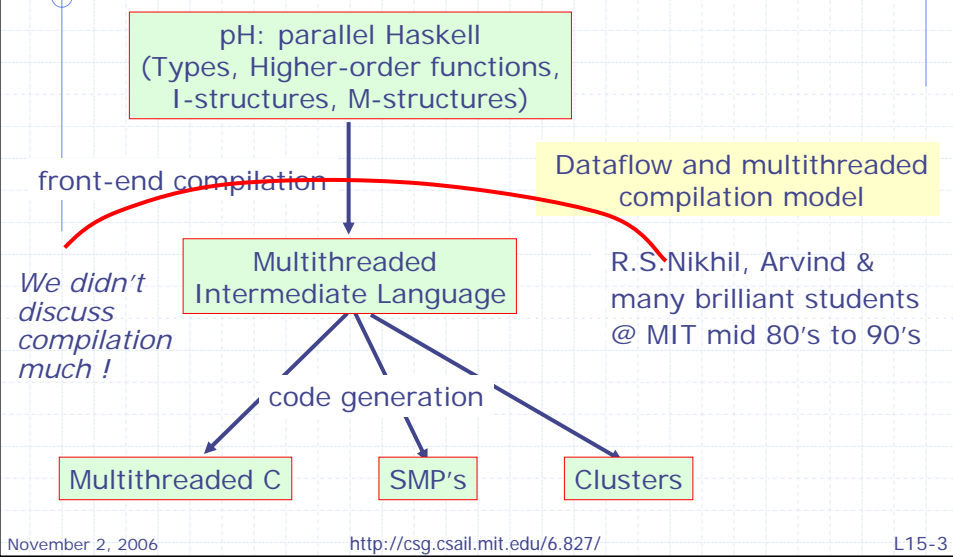 pH: parallel Haskell
(Types, Higher-order functions,
I-structures, M-structures)
front-end compilation
Dataflow and multithreaded
compilation model
We didn't
discuss
compilation
much !
Multithreaded
Intermediate Language
R.S.Nikhil, Arvind &
many brilliant students
@ MIT mid 80's to 90's
code generation
Multithreaded C
SMP's
Clusters
November 2, 2006
http://csg.csail.mit.edu/6.827/
L15-3